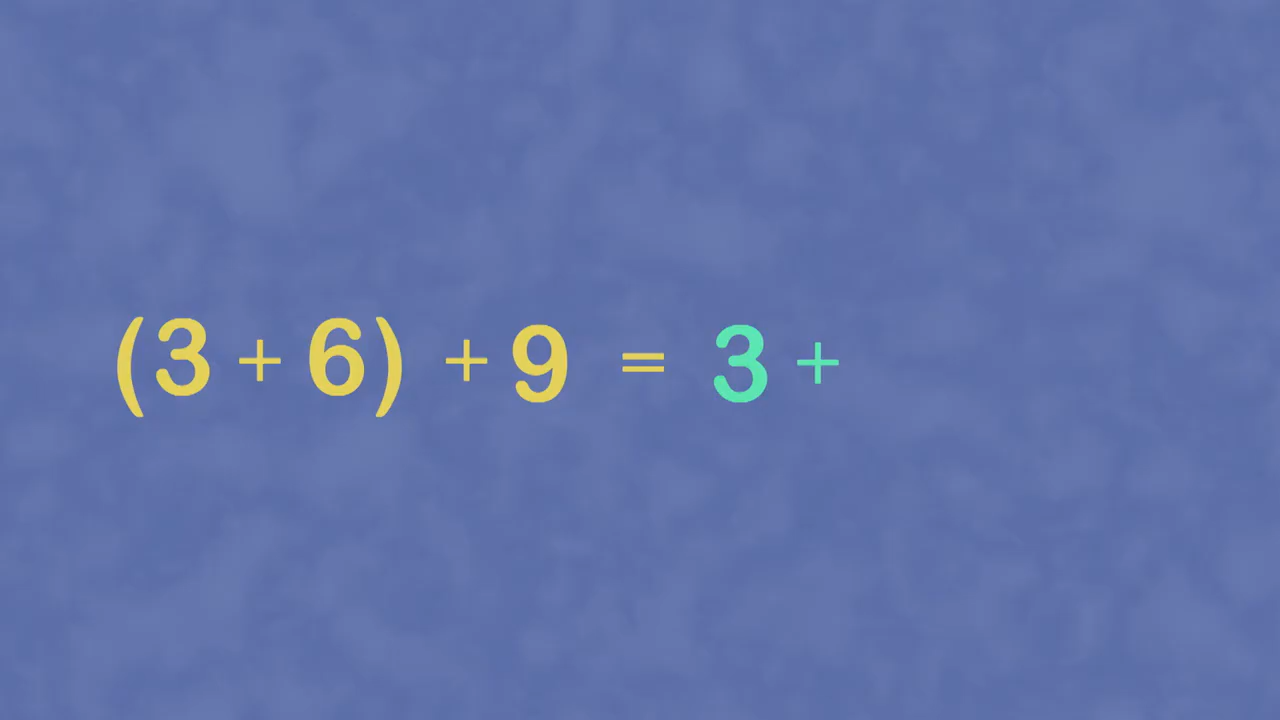 (3 + 6) + 9 = 3 +